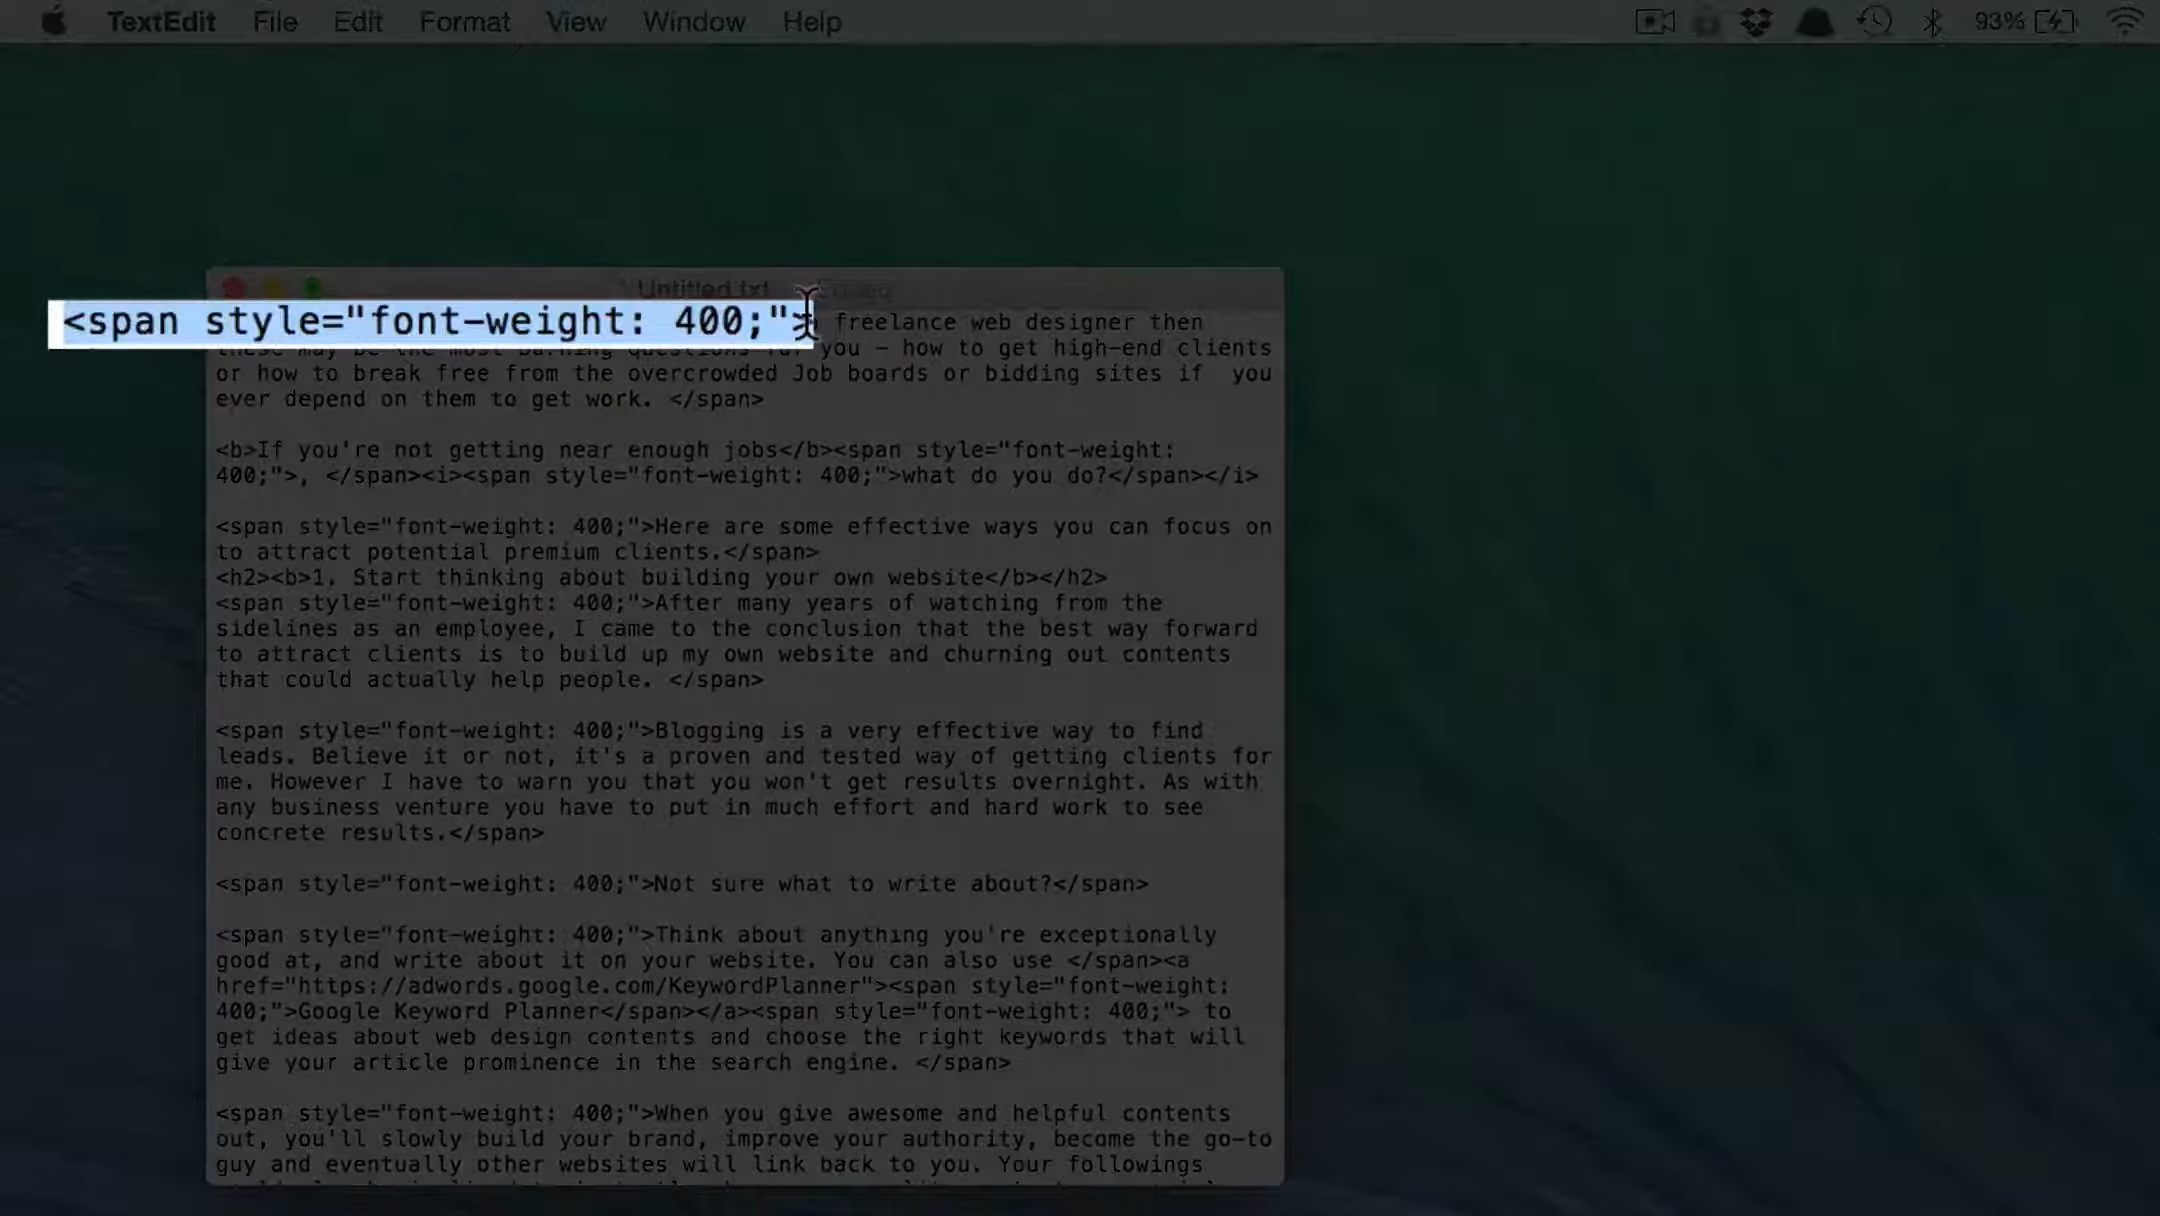 TextEdit File Edit Format View Window Help 93%
Untitled.txt
<span style="font-weight: 400;"> freelance web designer then
these may be the most burning questions for you – how to get high-end clients
or how to break free from the overcrowded Job boards or bidding sites if  you
ever depend on them to get work. </span>
<b>If you're not getting near enough jobs</b><span style="font-weight:
400;">, </span><i><span style="font-weight: 400;">what do you do?</span></i>
<span style="font-weight: 400;">Here are some effective ways you can focus on
to attract potential premium clients.</span>
<h2><b>1. Start thinking about building your own website</b></h2>
<span style="font-weight: 400;">After many years of watching from the
sidelines as an employee, I came to the conclusion that the best way forward
to attract clients is to build up my own website and churning out contents
that could actually help people. </span>
<span style="font-weight: 400;">Blogging is a very effective way to find
leads. Believe it or not, it's a proven and tested way of getting clients for
me. However I have to warn you that you won't get results overnight. As with
any business venture you have to put in much effort and hard work to see
concrete results.</span>
<span style="font-weight: 400;">Not sure what to write about?</span>
<span style="font-weight: 400;">Think about anything you're exceptionally
good at, and write about it on your website. You can also use </span><a
href="https://adwords.google.com/KeywordPlanner"><span style="font-weight:
400;">Google Keyword Planner</span></a><span style="font-weight: 400;"> to
get ideas about web design contents and choose the right keywords that will
give your article prominence in the search engine. </span>
<span style="font-weight: 400;">When you give awesome and helpful contents
out, you'll slowly build your brand, improve your authority, become the go-to
guy and eventually other websites will link back to you. Your followings